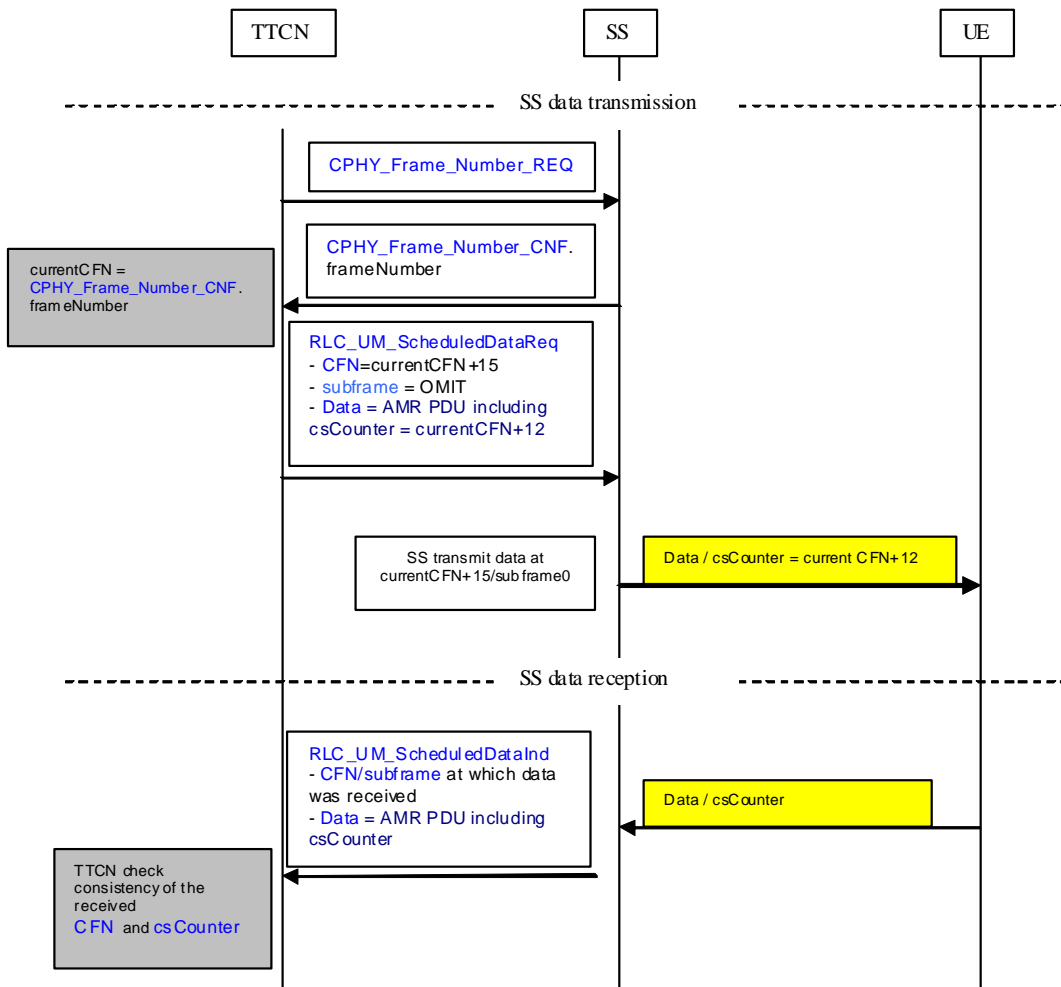 TTCN
SS
UE
SS data transmission
CPHY_Frame_Number_REQ
CPHY_Frame_Number_CNF.
frameNumber
currentCFN =
CPHY_Frame_Number_CNF.
frameNumber
RLC_UM_ScheduledDataReq
- CFN=currentCFN+15
- subframe = OMIT
- Data = AMR PDU including
csCounter = currentCFN+12
SS transmit data at
currentCFN+15/subframe0
Data / csCounter = current CFN+12
SS data reception
RLC_UM_ScheduledDataInd
- CFN/subframe at which data
was received
- Data = AMR PDU including
csCounter
Data / csCounter
TTCN check
consistency of the
received
CFN and csCounter